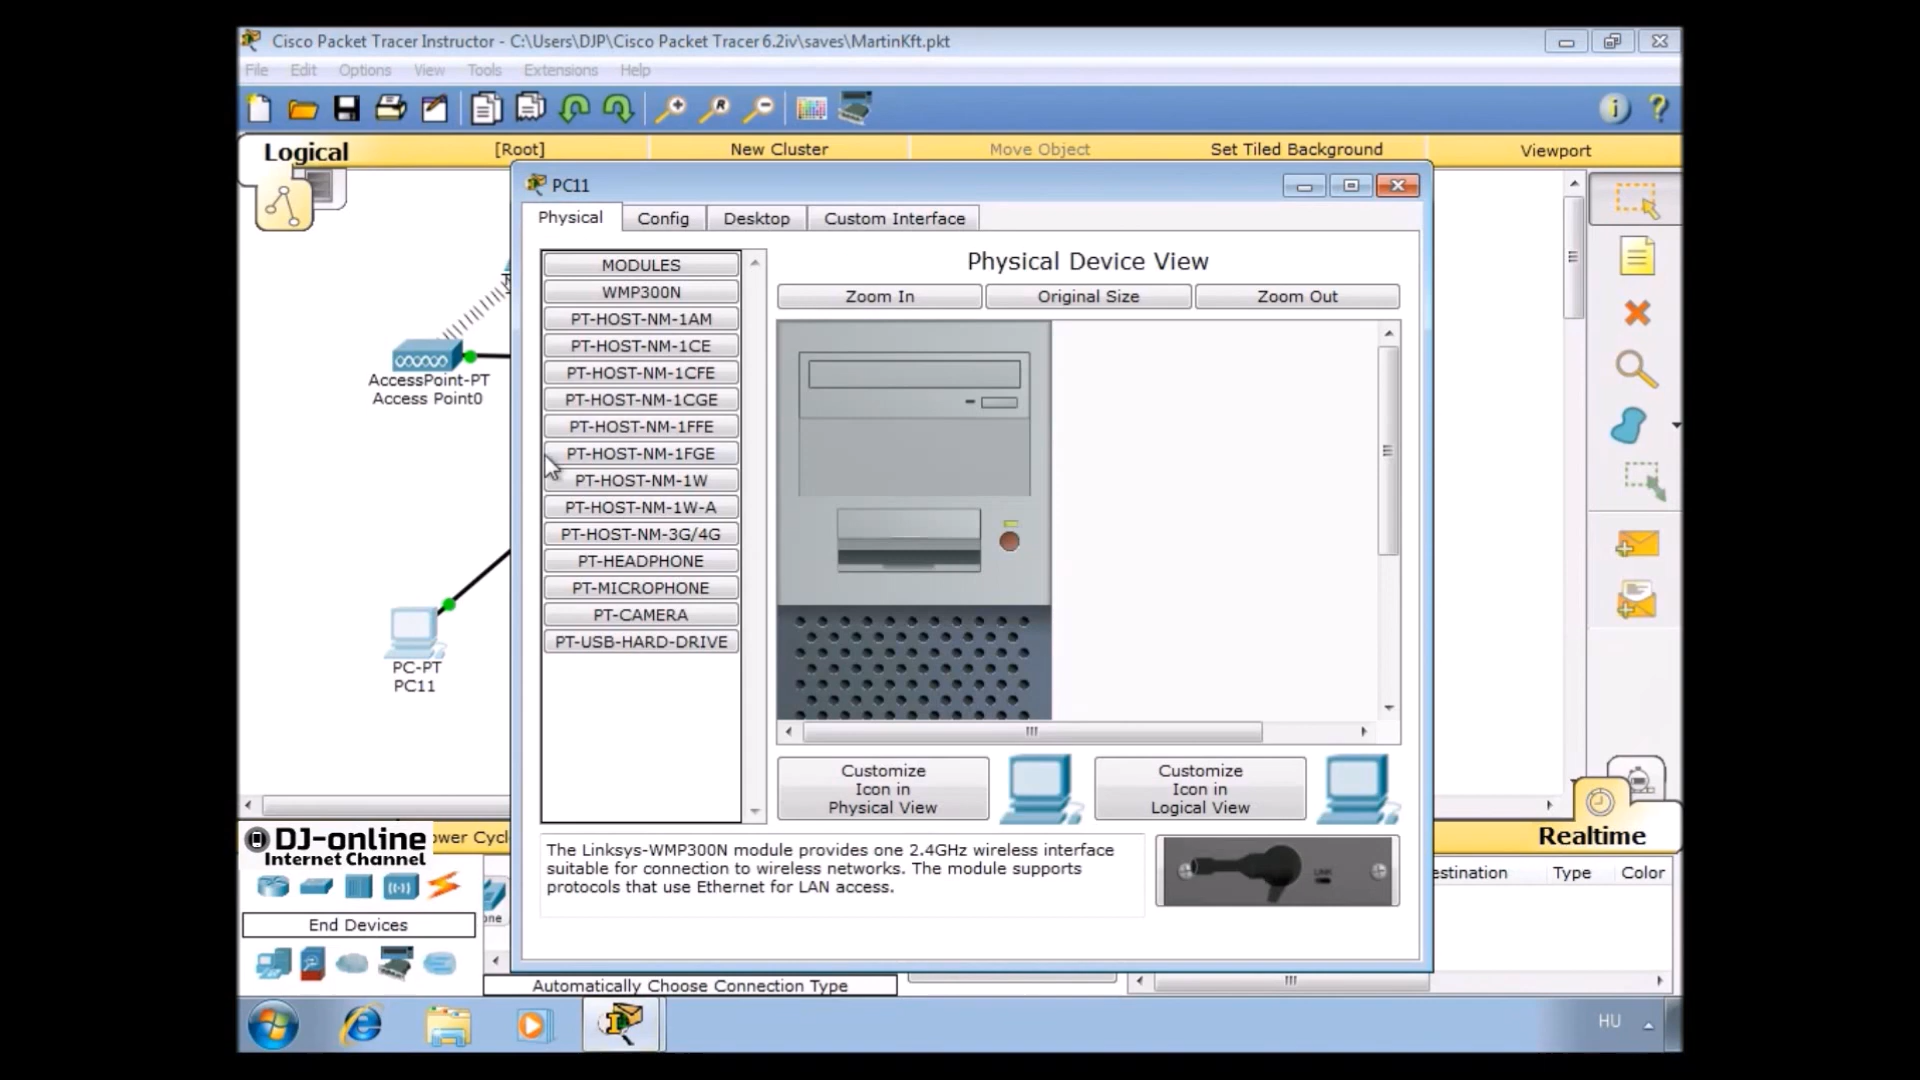 Cisco Packet Tracer Instructor - C:\Users\DJP\Cisco Packet Tracer 6.2iv\saves\MartinKft.pkt
File Edit Options View Tools Extensions Help
Logical [Root] New Cluster Move Object Set Tiled Background Viewport
PC11
Physical Config Desktop Custom Interface
MODULES
WMP300N
PT-HOST-NM-1AM
PT-HOST-NM-1CE
PT-HOST-NM-1CFE
PT-HOST-NM-1CGE
PT-HOST-NM-1FFE
PT-HOST-NM-1FGE
PT-HOST-NM-1W
PT-HOST-NM-1W-A
PT-HOST-NM-3G/4G
PT-HEADPHONE
PT-MICROPHONE
PT-CAMERA
PT-USB-HARD-DRIVE
Physical Device View
Zoom In Original Size Zoom Out
AccessPoint-PT
Access Point0
PC-PT
PC11
Customize
Icon in
Physical View
Customize
Icon in
Logical View
The Linksys-WMP300N module provides one 2.4GHz wireless interface
suitable for connection to wireless networks. The module supports
protocols that use Ethernet for LAN access.
LINK
DJ-online
Internet Channel
ower Cycl
Realtime
estination Type Color
End Devices
one
Automatically Choose Connection Type
HU